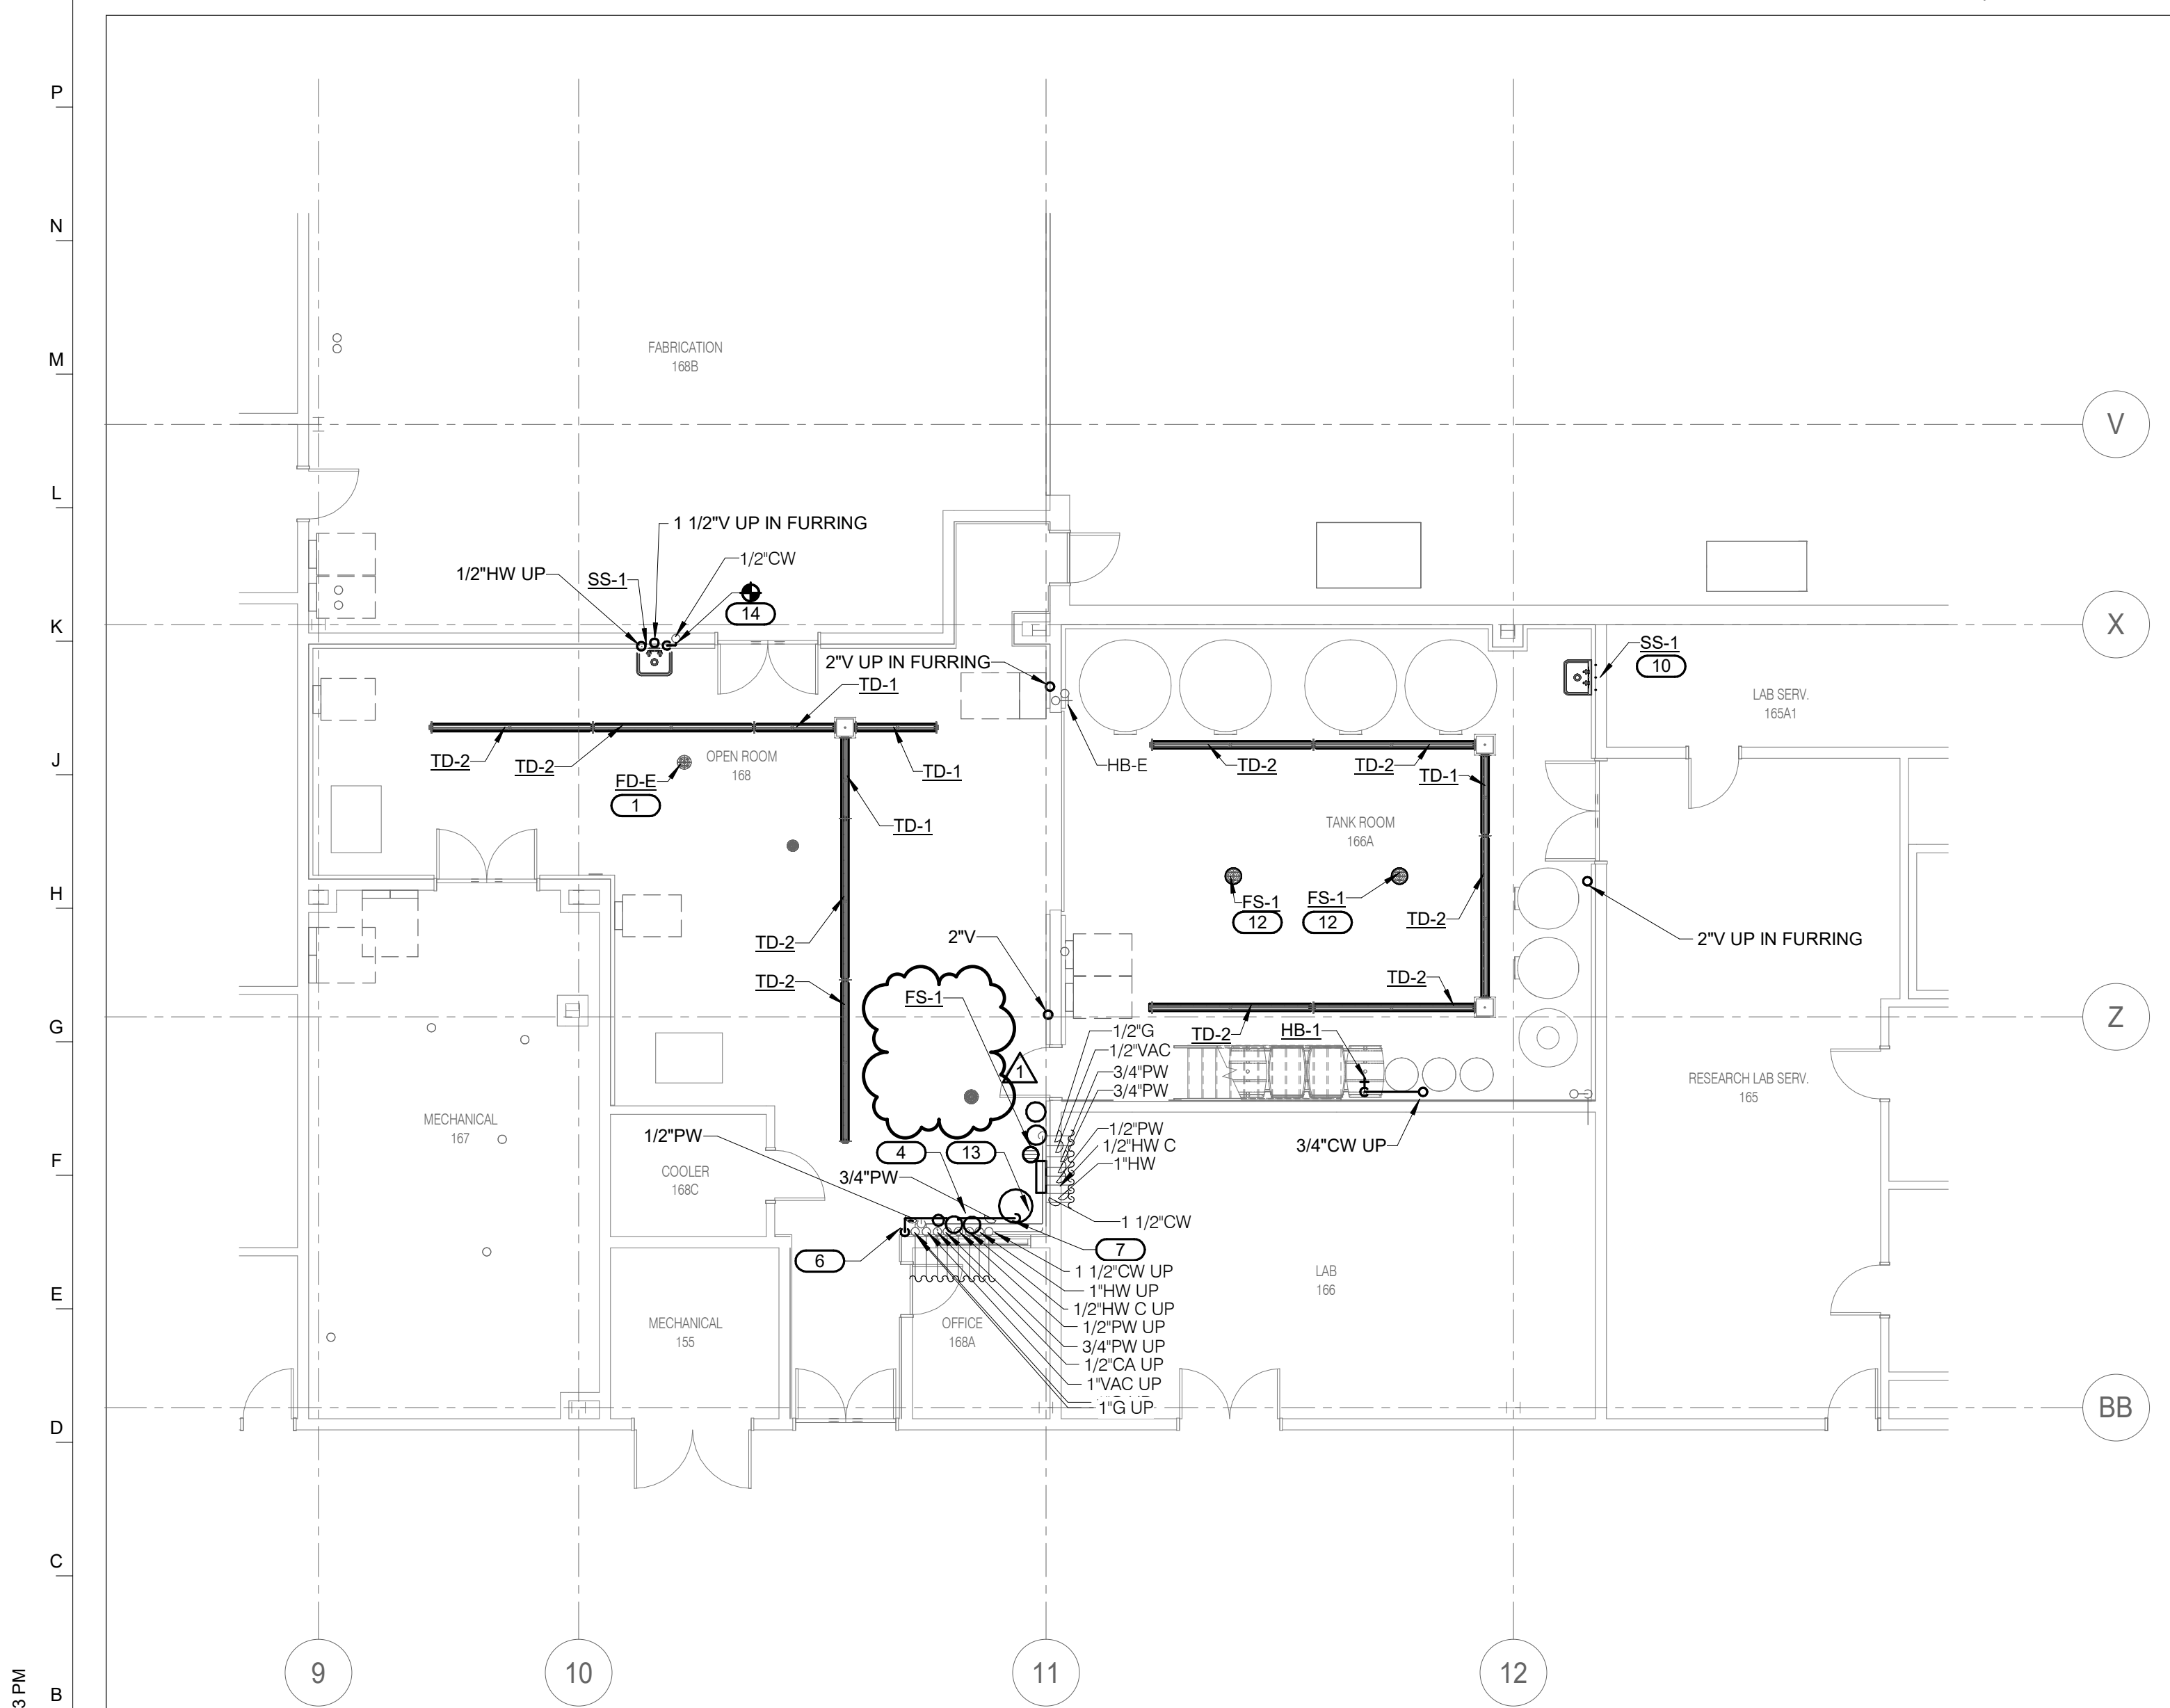 P
N
M
L
K
J
H
G
F
E
D
C
B
3 PM
V
X
Z
BB
9
10
11
12
FABRICATION
168B
1 1/2"V UP IN FURRING
1/2"CW
1/2"HW UP
SS-1
14
2"V UP IN FURRING
TD-1
SS-1
10
LAB SERV.
165A1
OPEN ROOM
168
TD-2
TD-2
FD-E
1
TD-1
TD-1
HB-E
TD-2
TD-2
TD-1
TANK ROOM
166A
FS-1
12
FS-1
12
TD-2
2"V UP IN FURRING
TD-2
2"V
TD-2
FS-1
TD-2
TD-2
HB-1
1
1/2"G
1/2"VAC
3/4"PW
3/4"PW
1/2"PW
1/2"HW C
1"HW
1 1/2"CW
3/4"CW UP
RESEARCH LAB SERV.
165
MECHANICAL
167
1/2"PW
4
13
3/4"PW
COOLER
168C
6
7
1 1/2"CW UP
1"HW UP
1/2"HW C UP
1/2"PW UP
3/4"PW UP
1/2"CA UP
1"VAC UP
1"G UP
LAB
166
MECHANICAL
155
OFFICE
168A